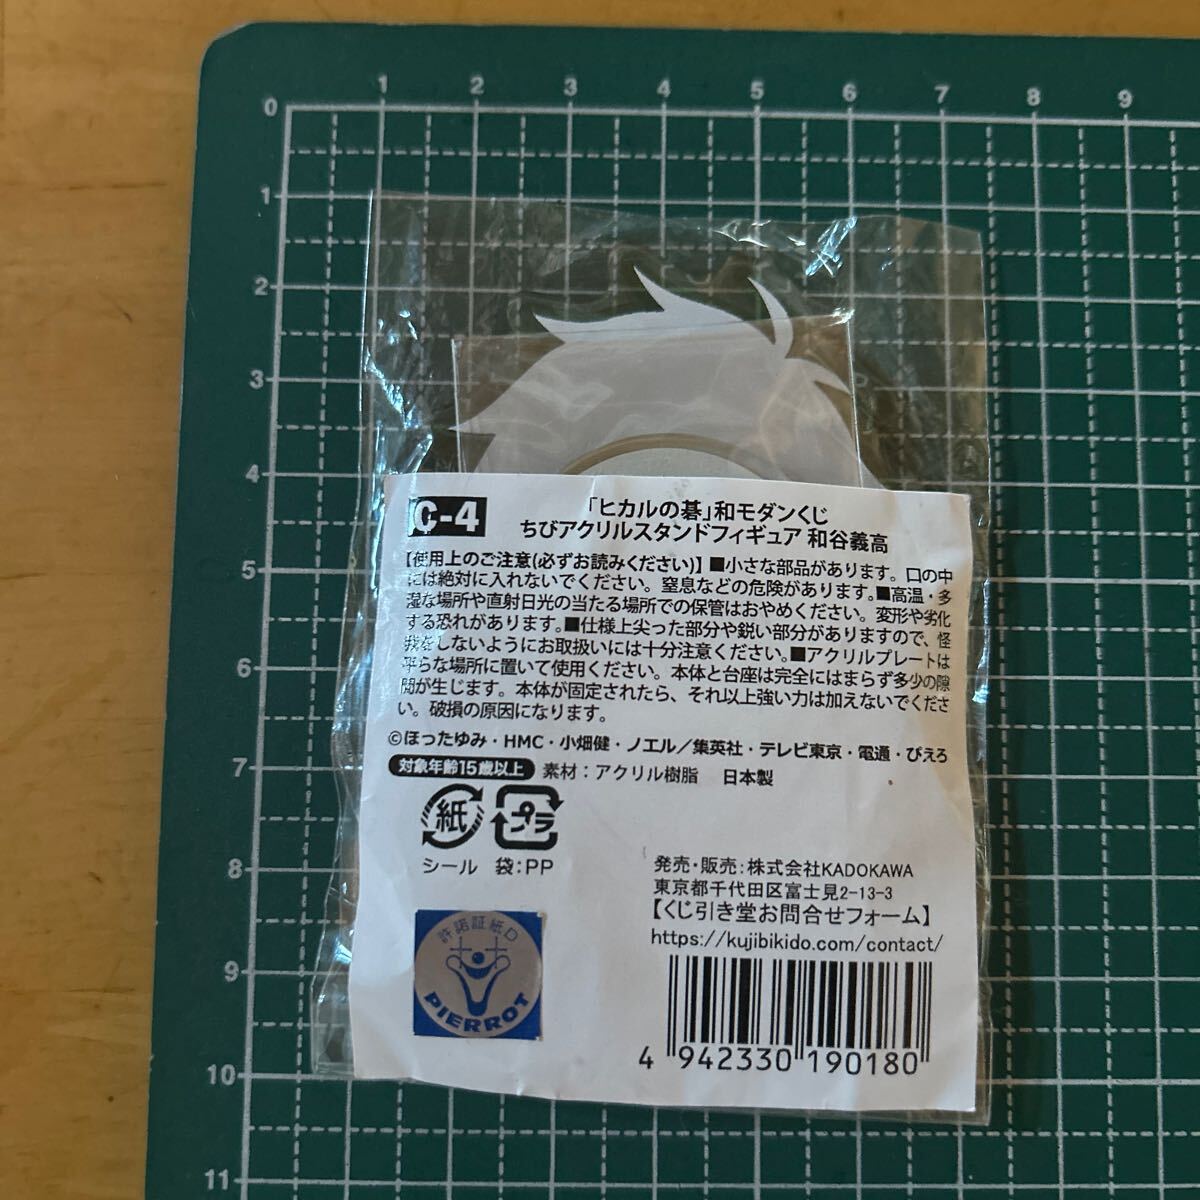 0 1 2 3 4 5 6 7 8 9
1
2
3
4
5
6
7
8
9
10
11
C-4
「ヒカルの碁」和モダンくじ
ちびアクリルスタンドフィギュア 和谷義高
【使用上のご注意(必ずお読みください)】■小さな部品があります。口の中
には絶対に入れないでください。窒息などの危険があります。■高温・多
湿な場所や直射日光の当たる場所での保管はおやめください。変形や劣化
する恐れがあります。■仕様上尖った部分や鋭い部分がありますので、怪
我をしないようにお取扱いには十分注意ください。■アクリルプレートは
平らな場所に置いて使用ください。本体と台座は完全にはまらず多少の隙
間が生じます。本体が固定されたら、それ以上強い力は加えないでくださ
い。破損の原因になります。
©ほったゆみ・HMC・小畑健・ノエル／集英社・テレビ東京・電通・ぴえろ
対象年齢15歳以上 素材：アクリル樹脂 日本製
紙 プラ
シール 袋：PP
発売・販売：株式会社KADOKAWA
東京都千代田区富士見2-13-3
【くじ引き堂お問合せフォーム】
https://kujibikido.com/contact/
許諾証紙D
PIERROT
4 942330 190180